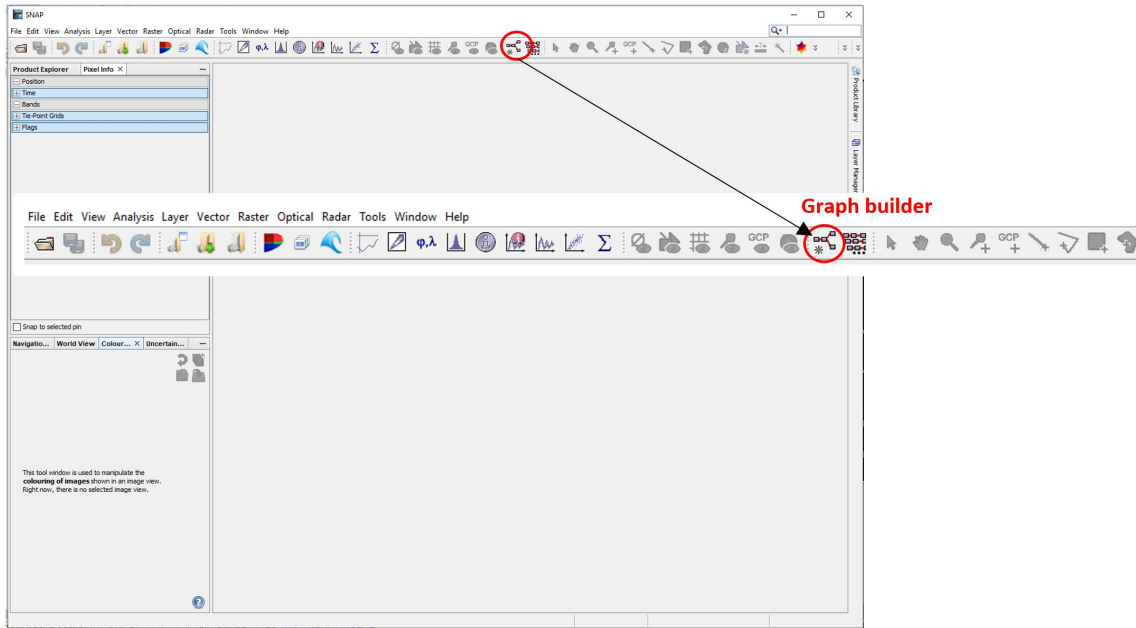 SNAP
File Edit View Analysis Layer Vector Raster Optical Radar Tools Window Help
GCP
Product Explorer Pixel Info
Position
Time
Bands
Tie-Point Grids
Flags
Product Library
Layer Manager
Graph builder
File Edit View Analysis Layer Vector Raster Optical Radar Tools Window Help
φ,λ Σ GCP GCP
Snap to selected pin
Navigatio... World View Colour... Uncertain...
This tool window is used to manipulate the
colouring of images shown in an image view.
Right now, there is no selected image view.